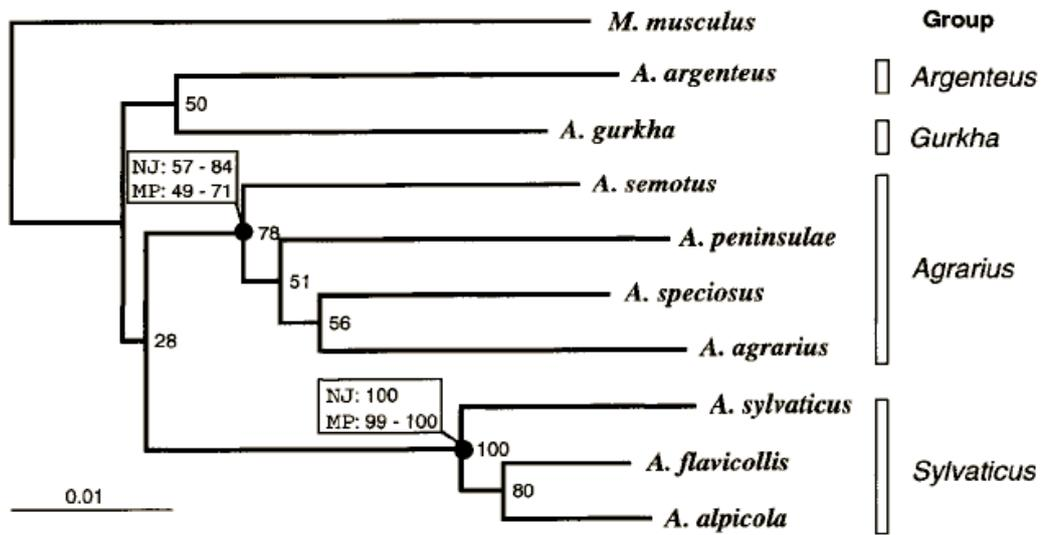 M. musculus
Group
A. argenteus
Argenteus
50
A. gurkha
Gurkha
NJ: 57 - 84
MP: 49 - 71
A. semotus
78
A. peninsulae
Agrarius
51
A. speciosus
56
28
A. agrarius
NJ: 100
MP: 99 - 100
A. sylvaticus
100
A. flavicollis
Sylvaticus
80
0.01
A. alpicola